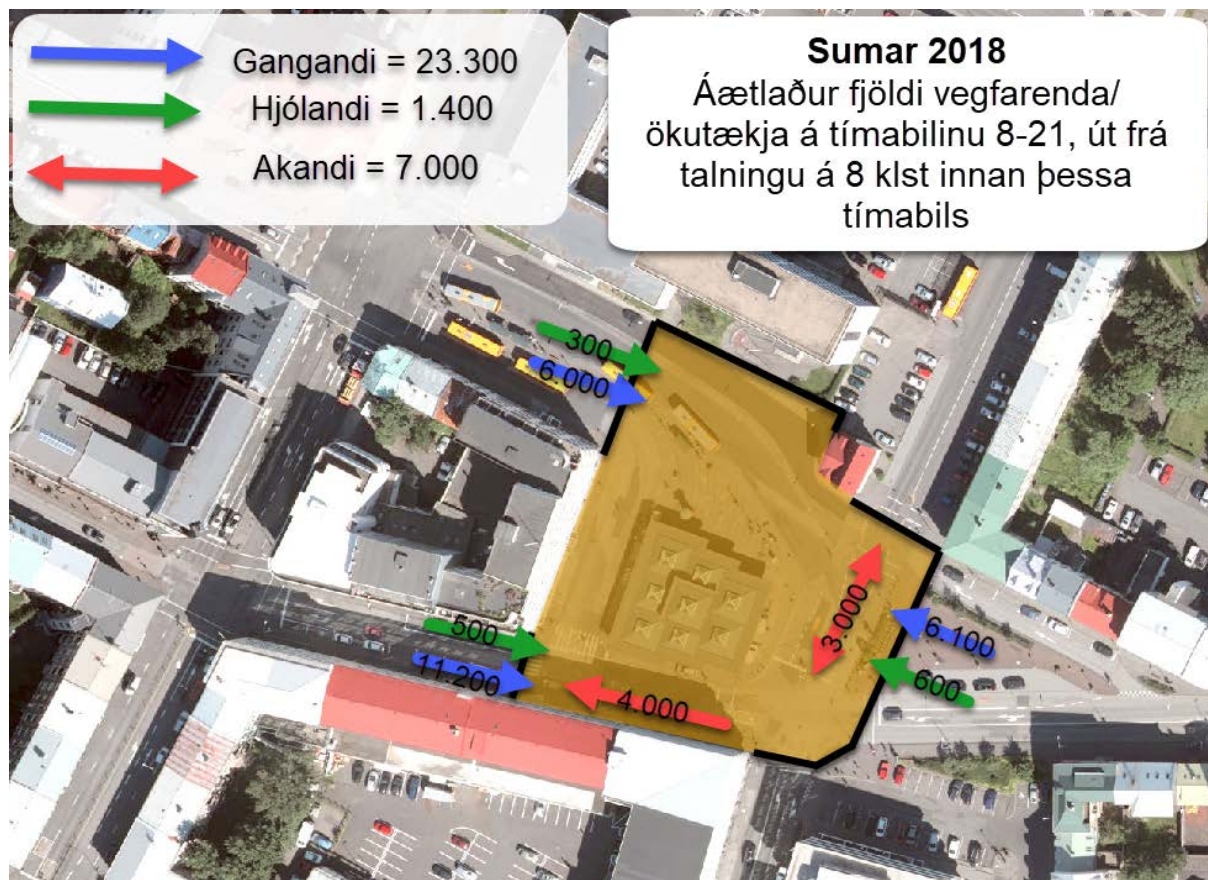 Gangandi = 23.300
Hjólandi = 1.400
Akandi = 7.000
Sumar 2018
Áætlaður fjöldi vegfarenda/
ökutækja á tímabilinu 8-21, út frá
talningu á 8 klst innan þessa
tímabils
300
6.000
3.000
6.100
500
600
11.200
4.000